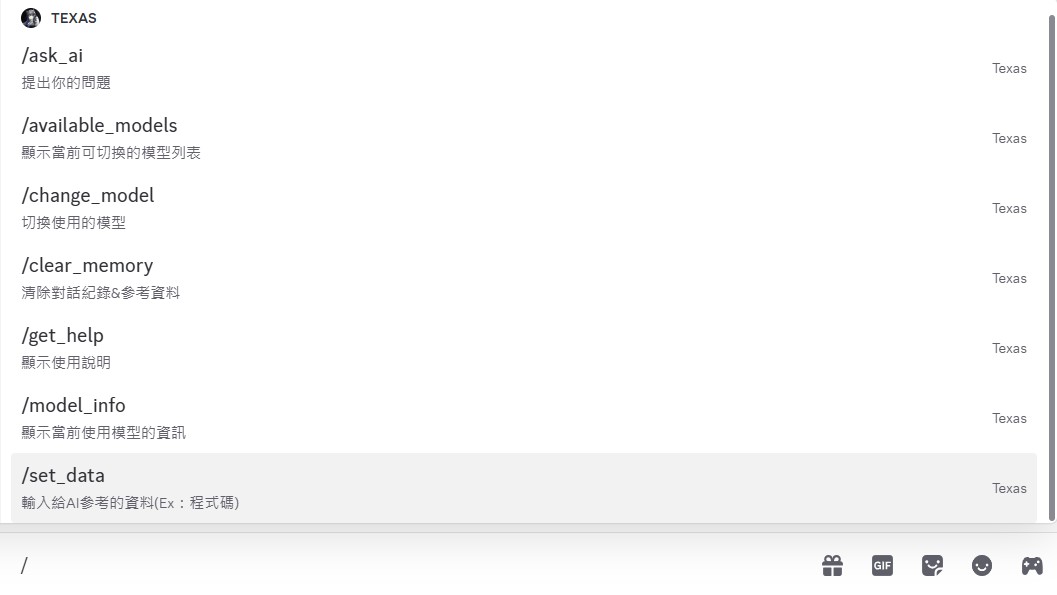 TEXAS
/ask_ai
提出你的問題
Texas
/available_models
顯示當前可切換的模型列表
Texas
/change_model
切換使用的模型
Texas
/clear_memory
清除對話紀錄&參考資料
Texas
/get_help
顯示使用說明
Texas
/model_info
顯示當前使用模型的資訊
Texas
/set_data
輸入給AI參考的資料(Ex：程式碼)
Texas
/
GIF